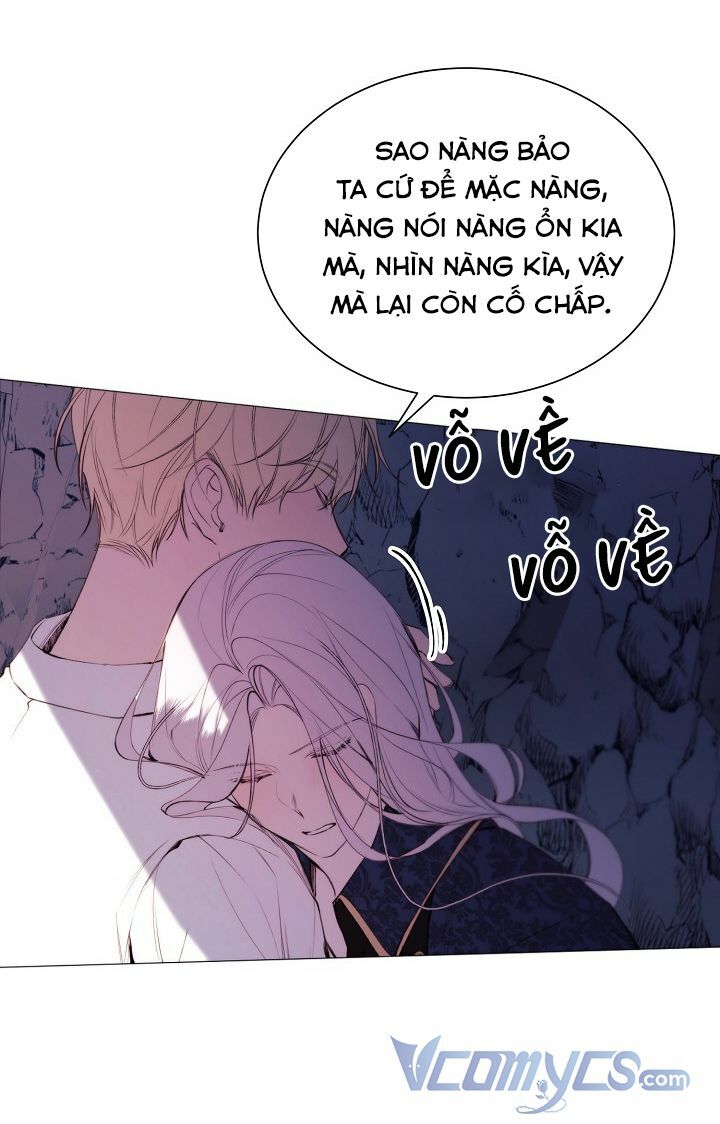 SAO NÀNG BẢO
TA CỨ ĐỂ MẶC NÀNG,
NÀNG NÓI NÀNG ỔN KIA
MÀ, NHÌN NÀNG KÌA, VẬY
MÀ LẠI CÒN CỐ CHẤP.
VỖ VỀ
VỖ VỀ
VCOMYCS.com